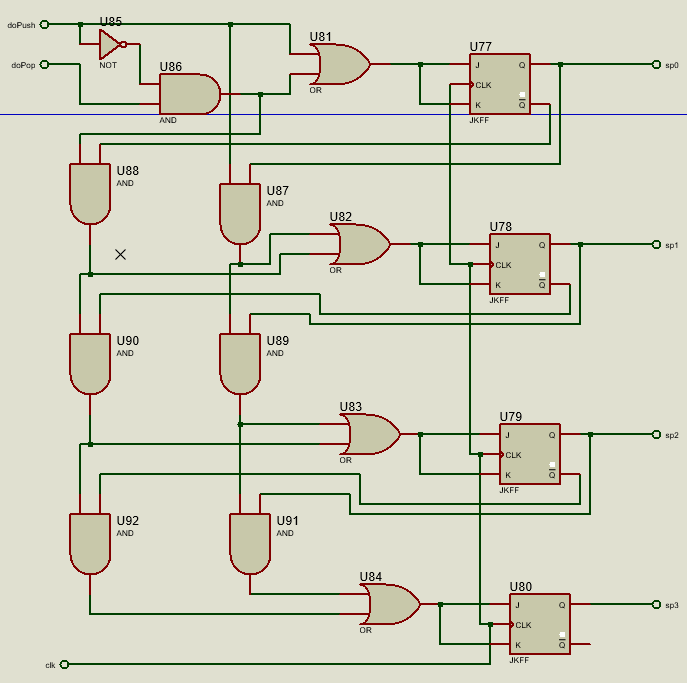 doPush
U85
NOT
doPop
U86
AND
U81
OR
U77
J
Q
CLK
K
Q
JKFF
sp0
U88
AND
U87
AND
U82
OR
U78
J
Q
CLK
K
Q
JKFF
sp1
U90
AND
U89
AND
U83
OR
U79
J
Q
CLK
K
Q
JKFF
sp2
U92
AND
U91
AND
U84
OR
U80
J
Q
CLK
K
Q
JKFF
sp3
clk